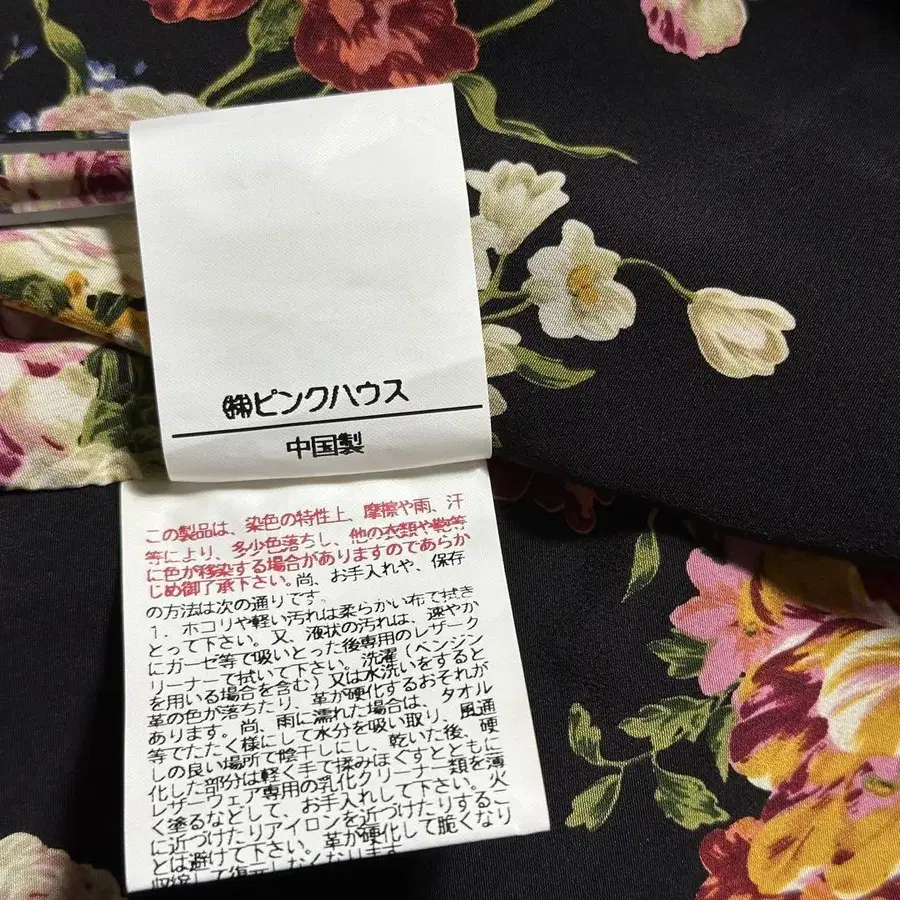 ㈱ピンクハウス
中国製
この製品は、染色の特性上、摩擦や雨、汗
等により、多少色落ちし、他の衣類や鞄等
に色が移染する場合がありますのであらか
じめ御了承下さい。尚、お手入れや、保存
の方法は次の通りです。
1. ホコリや軽い汚れは柔らかい布で拭き
とって下さい。又、液状の汚れは、速やか
にガーゼ等で吸いとった後専用のレザーク
リーナーで拭いて下さい。洗濯(ベンジン
を用いる場合を含む)又は水洗いをすると
革の色が落ちたり、革が硬化するおそれが
あります。尚、雨に濡れた場合は、タオル
等でたたく様にして水分を吸い取り、風通
しの良い場所で陰干しにし、乾いた後、硬
化した部分は軽く手で揉みほぐすとともに
レザーウェア専用の乳化クリーナー類を薄
く塗るなどして、お手入れして下さい。火
に近づけたりアイロンを近づけたりするこ
とは避けて下さい。革が硬化して脆くなり
収縮して復元しなくなります